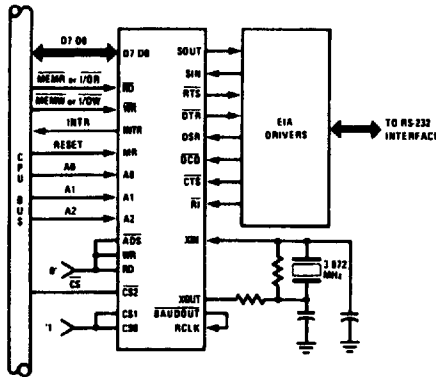 D7 D0
D7 D0
MEMR or I/OR
RD
MEMW or I/OW
WR
INTR
INTR
RESET
MR
A0
A0
A1
A1
A2
A2
CPU BUS
ADS
WR
RD
'0'
CS
CS2
'1
CS1
CS0
SOUT
SIN
RTS
DTR
DSR
DCD
CTS
RI
EIA
DRIVERS
TO RS-232
INTERFACE
XIN
3 072
MHz
XOUT
BAUDOUT
RCLK